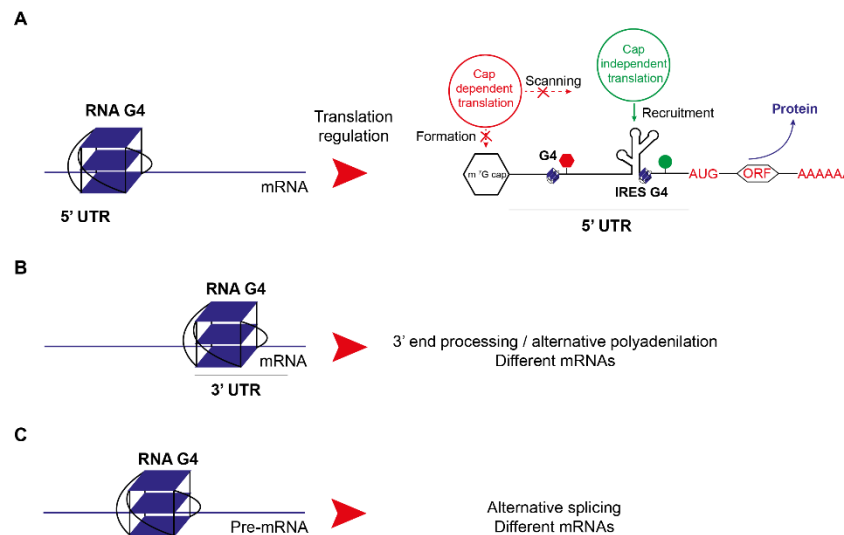 A
RNA G4
mRNA
5' UTR
Translation
regulation
Cap
dependent
translation
Scanning
Formation
Cap
independent
translation
Recruitment
m 7G cap
G4
IRES G4
AUG
ORF
AAAAAA
Protein
5' UTR
B
RNA G4
mRNA
3' UTR
3' end processing / alternative polyadenilation
Different mRNAs
C
RNA G4
Pre-mRNA
Alternative splicing
Different mRNAs